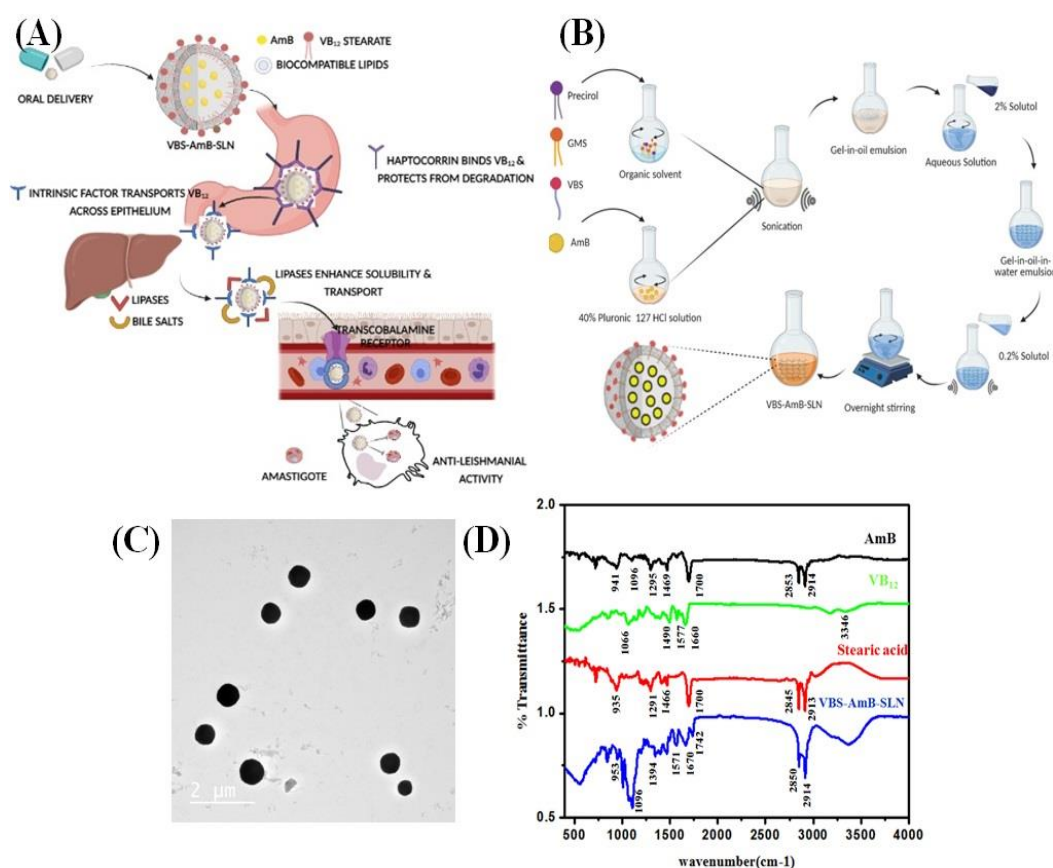 (A)
AmB
VB12 STEARATE
BIOCOMPATIBLE LIPIDS
ORAL DELIVERY
VBS-AmB-SLN
HAPTOCORRIN BINDS VB12 &
PROTECTS FROM DEGRADATION
INTRINSIC FACTOR TRANSPORTS VB12
ACROSS EPITHELIUM
LIPASES ENHANCE SOLUBILITY &
TRANSPORT
LIPASES
BILE SALTS
TRANSCOBALAMINE
RECEPTOR
AMASTIGOTE
ANTI-LEISHMANIAL
ACTIVITY
(B)
Precirol
GMS
VBS
AmB
Organic solvent
40% Pluronic 127 HCl solution
Sonication
Gel-in-oil emulsion
2% Solutol
Aqueous Solution
Gel-in-oil-in-
water emulsion
0.2% Solutol
Overnight stirring
VBS-AmB-SLN
(C)
2 µm
(D)
% Transmittance
2.0
1.5
1.0
0.5
AmB
941
1096
1295
1469
1700
2853
2914
VB12
1066
1490
1577
1660
3346
Stearic acid
935
1291
1466
1700
2845
2913
VBS-AmB-SLN
953
1096
1394
1571
1670
1742
2850
2914
500 1000 1500 2000 2500 3000 3500 4000
wavenumber(cm-1)